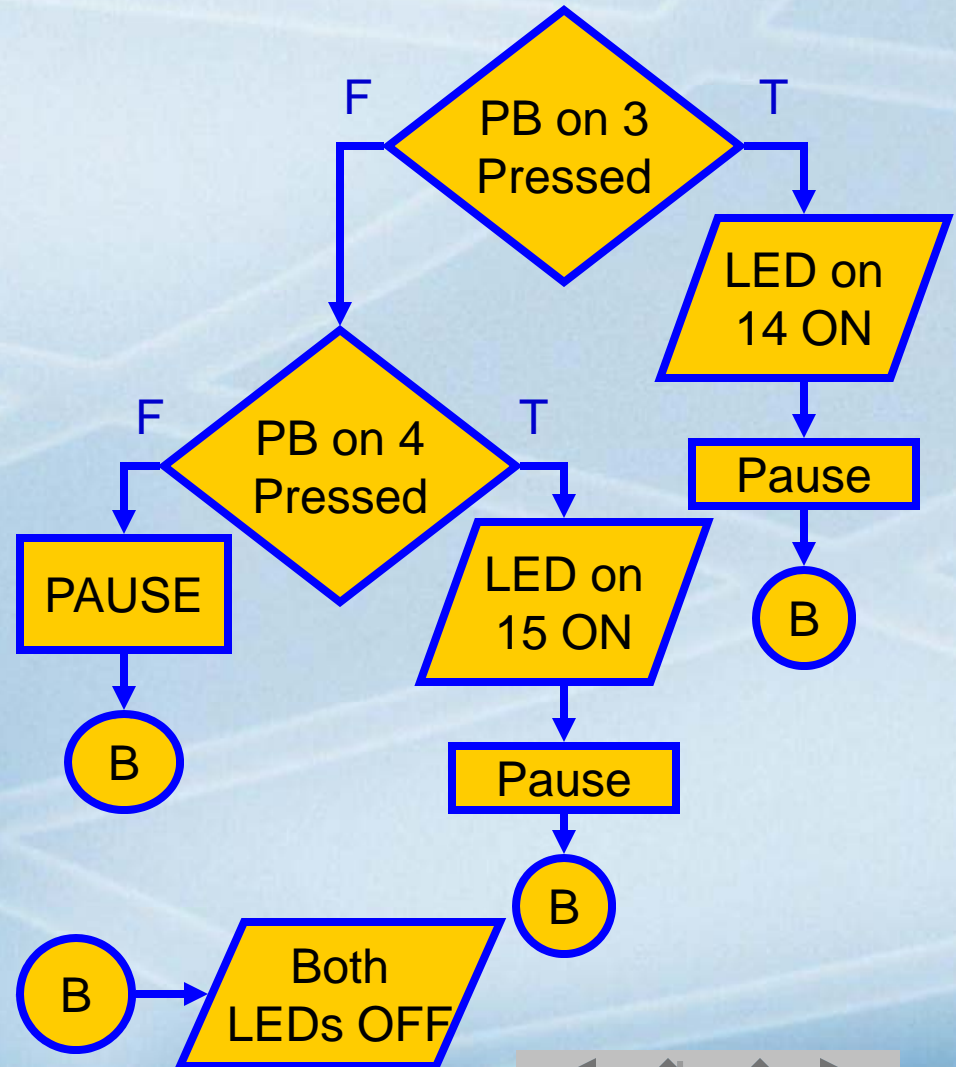 F
T
PB on 3
Pressed
LED on
14 ON
F
T
PB on 4
Pressed
Pause
PAUSE
LED on
15 ON
B
B
Pause
B
B
Both
LEDs OFF